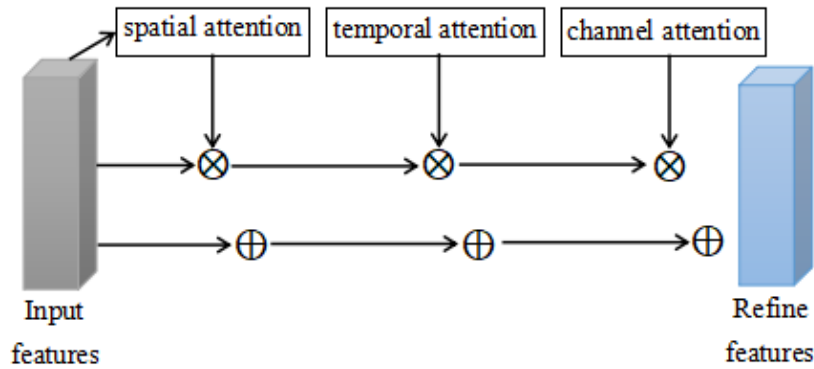 spatial attention
temporal attention
channel attention
Input
features
Refine
features